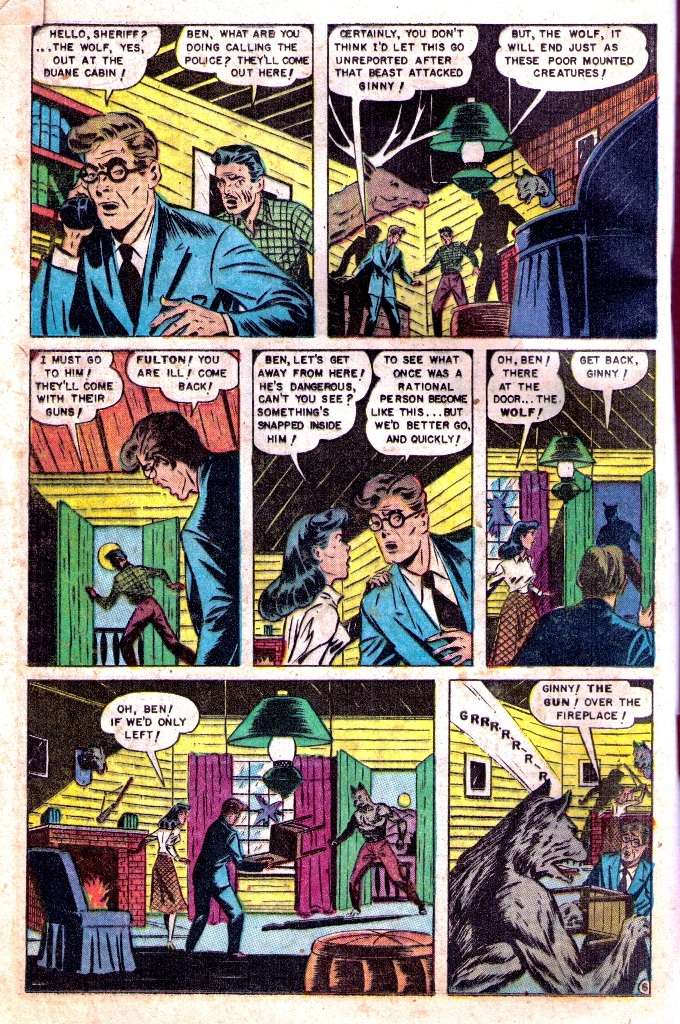 HELLO, SHERIFF?
...THE WOLF, YES,
OUT AT THE
DUANE CABIN!
BEN, WHAT ARE YOU
DOING CALLING THE
POLICE? THEY'LL COME
OUT HERE!
CERTAINLY, YOU DON'T
THINK I'D LET THIS GO
UNREPORTED AFTER
THAT BEAST ATTACKED
GINNY!
BUT, THE WOLF, IT
WILL END JUST AS
THESE POOR MOUNTED
CREATURES!
I MUST GO
TO HIM!
THEY'LL COME
WITH THEIR
GUNS!
FULTON! YOU
ARE ILL! COME
BACK!
BEN, LET'S GET
AWAY FROM HERE!
HE'S DANGEROUS,
CAN'T YOU SEE?
SOMETHING'S
SNAPPED INSIDE
HIM!
TO SEE WHAT
ONCE WAS A
RATIONAL
PERSON BECOME
LIKE THIS...BUT
WE'D BETTER GO,
AND QUICKLY!
OH, BEN!
THERE
AT THE
DOOR...THE
WOLF!
GET BACK,
GINNY!
OH, BEN!
IF WE'D ONLY
LEFT!
GRRR-R-R-R-R
GINNY! THE
GUN! OVER THE
FIREPLACE!
6